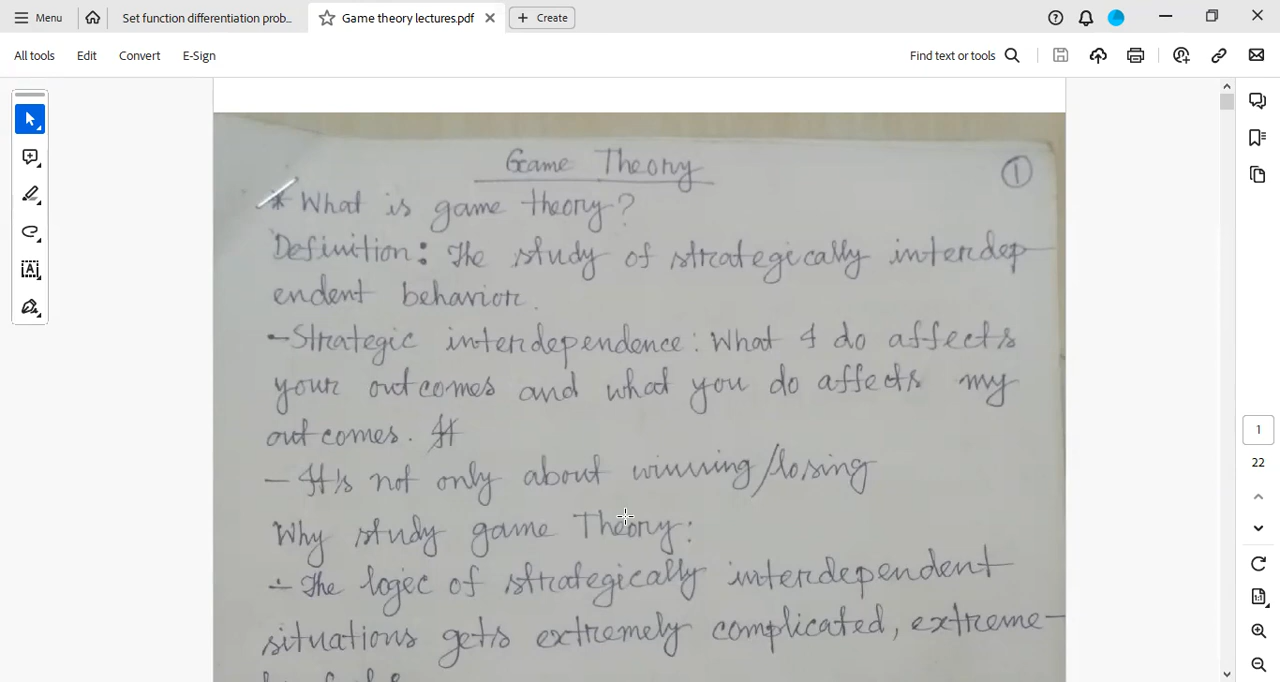 Menu
Set function differentiation prob...
Game theory lectures.pdf
Create
All tools
Edit
Convert
E-Sign
Find text or tools
Game Theory
1
* What is game theory?
Definition: The study of strategically interdep
endent behavior.
- Strategic interdependence: What I do affects
your outcomes and what you do affects my
outcomes.
- It's not only about winning/losing
Why study game Theory:
- The logic of strategically interdependent
situations gets extremely complicated, extreme-
1
22